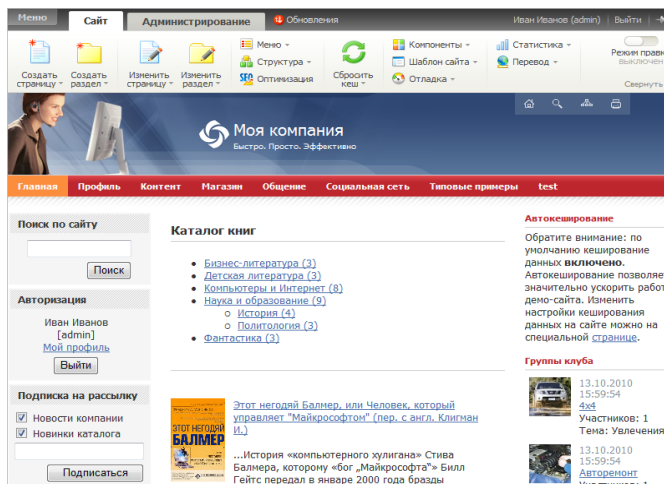 Меню
Сайт
Администрирование
Обновления
Иван Иванов (admin)
Выйти
Создать страницу
Создать раздел
Изменить страницу
Изменить раздел
Меню
Структура
SEO Оптимизация
Сбросить кеш
Компоненты
Шаблон сайта
Отладка
Статистика
Перевод
Режим правк
выключен
Свернуть
Моя компания
Быстро. Просто. Эффективно
Главная
Профиль
Контент
Магазин
Общение
Социальная сеть
Типовые примеры
test
Поиск по сайту
Поиск
Авторизация
Иван Иванов
[admin]
Мой профиль
Выйти
Подписка на рассылку
Новости компании
Новинки каталога
Подписаться
Каталог книг
Бизнес-литература (3)
Детская литература (3)
Компьютеры и Интернет (8)
Наука и образование (9)
История (4)
Политология (3)
Фантастика (3)
ЭТОТ НЕГОДЯЙ
БАЛМЕР
Этот негодяй Балмер, или Человек, который
управляет "Майкрософтом" (пер. с англ. Клигман
И.)
...История «компьютерного хулигана» Стива
Балмера, которому «бог „Майкрософта“» Билл
Гейтс передал в январе 2000 года бразды
Автокеширование
Обратите внимание: по
умолчанию кеширование
данных включено.
Автокеширование позволяет
значительно ускорить работ
демо-сайта. Изменить
настройки кеширования
данных на сайте можно на
специальной странице.
Группы клуба
13.10.2010
15:59:54
4x4
Участников: 1
Тема: Увлечения
13.10.2010
15:59:54
Авторемонт
Участников: 1